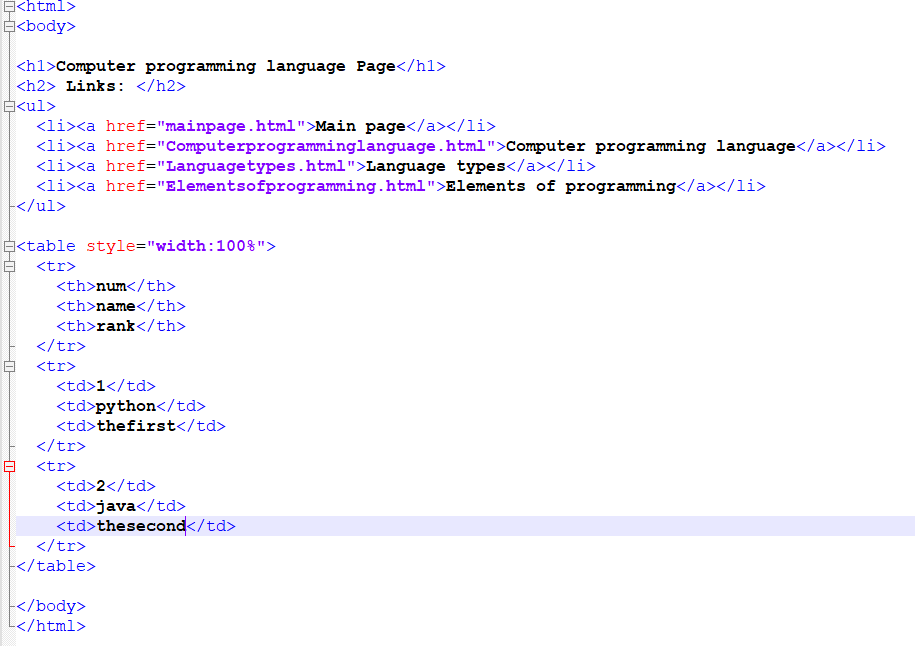 <html>
<body>
<h1>Computer programming language Page</h1>
<h2> Links: </h2>
<ul>
<li><a href="mainpage.html">Main page</a></li>
<li><a href="Computerprogramminglanguage.html">Computer programming language</a></li>
<li><a href="Languagetypes.html">Language types</a></li>
<li><a href="Elementsofprogramming.html">Elements of programming</a></li>
</ul>
<table style="width:100%">
<tr>
<th>num</th>
<th>name</th>
<th>rank</th>
</tr>
<tr>
<td>1</td>
<td>python</td>
<td>thefirst</td>
</tr>
<tr>
<td>2</td>
<td>java</td>
<td>thesecond</td>
</tr>
</table>
</body>
</html>